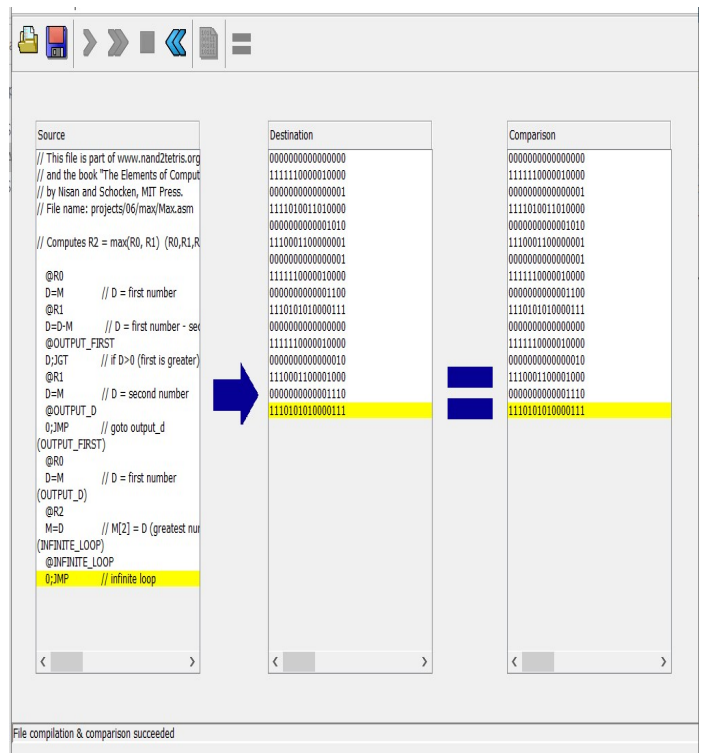 Source
// This file is part of www.nand2tetris.org
// and the book "The Elements of Comput
// by Nisan and Schocken, MIT Press.
// File name: projects/06/max/Max.asm
// Computes R2 = max(R0, R1) (R0,R1,R
@R0
D=M // D = first number
@R1
D=D-M // D = first number - sec
@OUTPUT_FIRST
D;JGT // if D>0 (first is greater)
@R1
D=M // D = second number
@OUTPUT_D
0;JMP // goto output_d
(OUTPUT_FIRST)
@R0
D=M // D = first number
(OUTPUT_D)
@R2
M=D // M[2] = D (greatest nur
(INFINITE_LOOP)
@INFINITE_LOOP
0;JMP // infinite loop
Destination
0000000000000000
1111110000010000
0000000000000001
1111010011010000
0000000000001010
1110001100000001
0000000000000001
1111110000010000
0000000000001100
1110101010000111
0000000000000000
1111110000010000
0000000000000010
1110001100001000
0000000000001110
1110101010000111
Comparison
0000000000000000
1111110000010000
0000000000000001
1111010011010000
0000000000001010
1110001100000001
0000000000000001
1111110000010000
0000000000001100
1110101010000111
0000000000000000
1111110000010000
0000000000000010
1110001100001000
0000000000001110
1110101010000111
File compilation & comparison succeeded